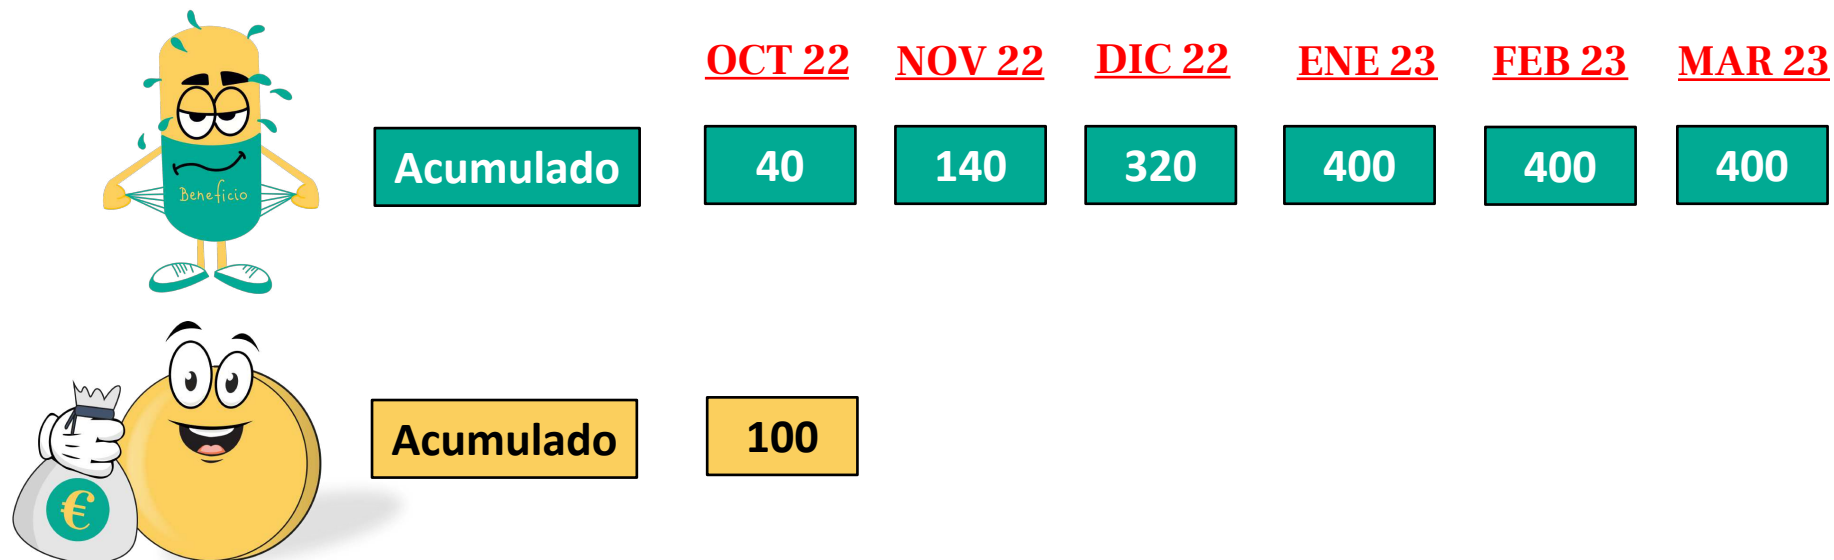 OCT 22 NOV 22 DIC 22 ENE 23 FEB 23 MAR 23
Acumulado 40 140 320 400 400 400
Beneficio
Acumulado 100
€